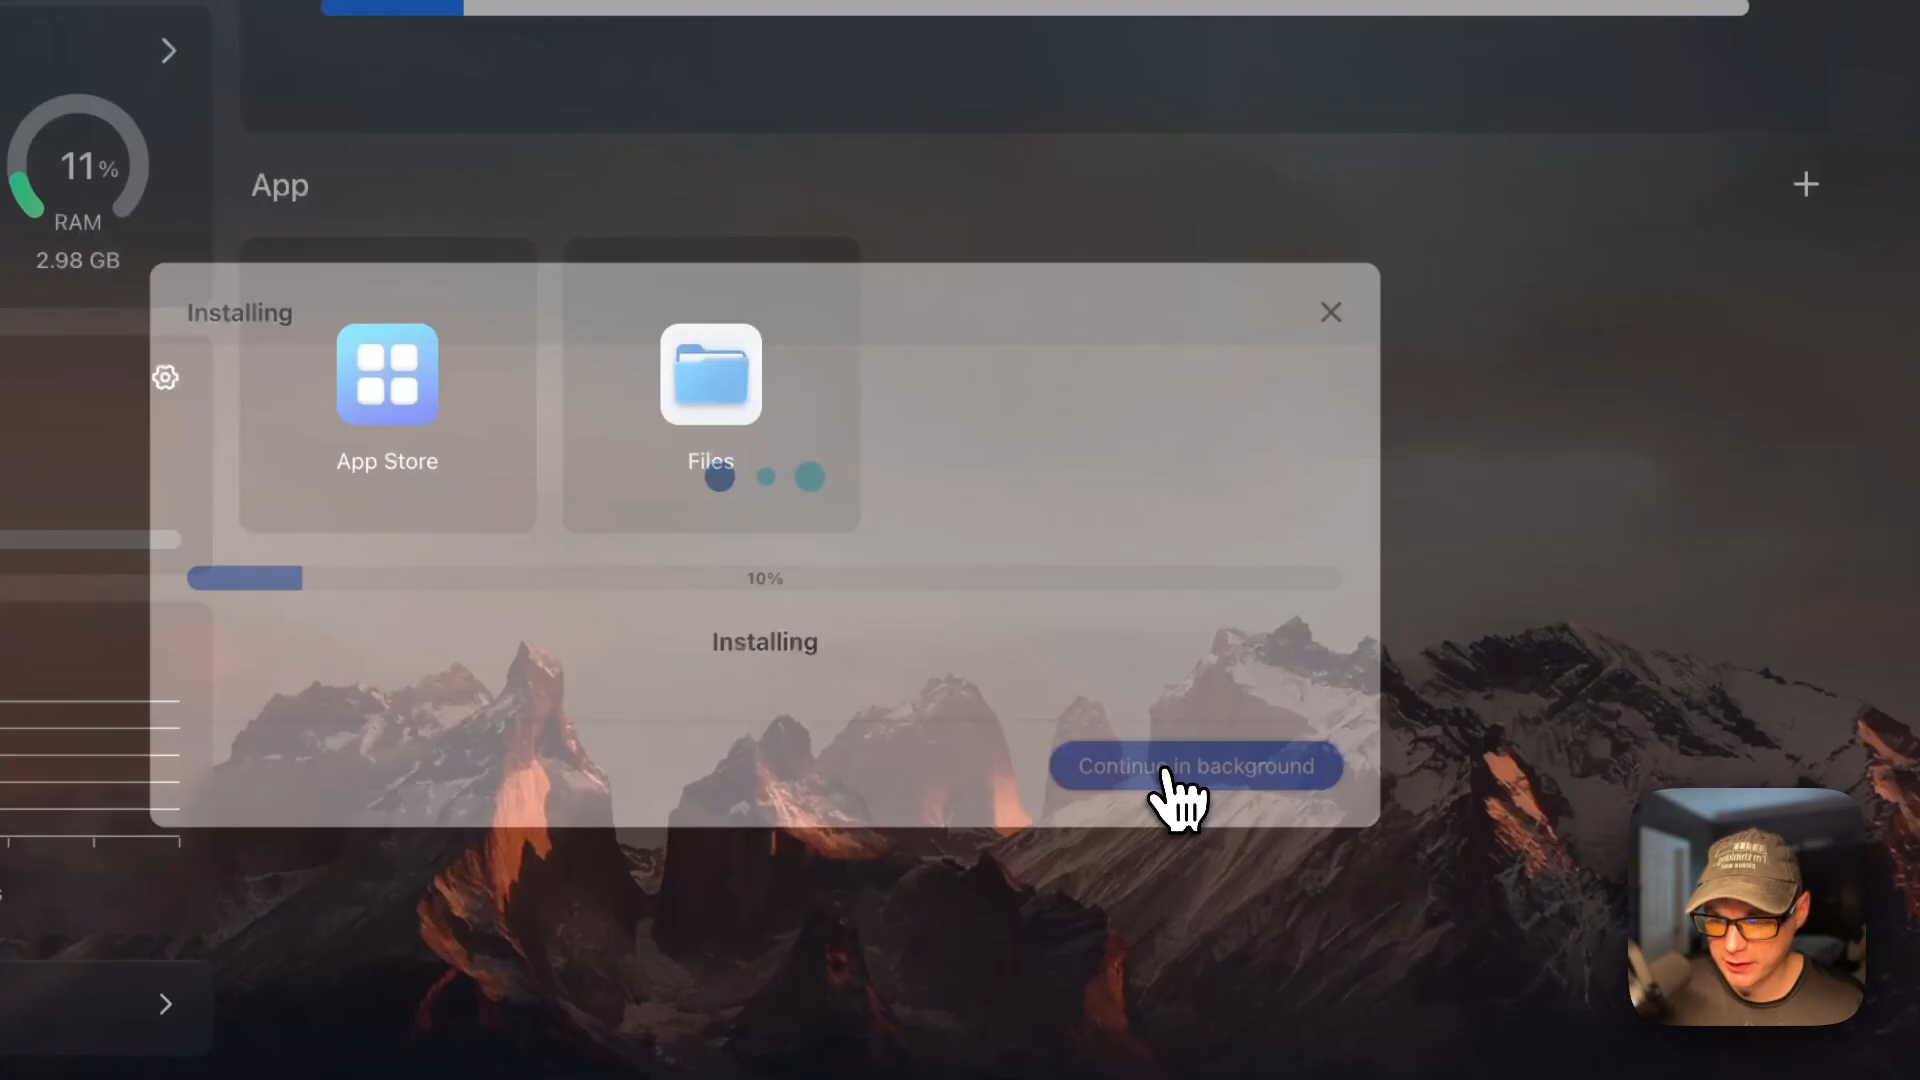 11%
RAM
2.98 GB
App
Installing
App Store
Files
10%
Installing
Continue in background
s